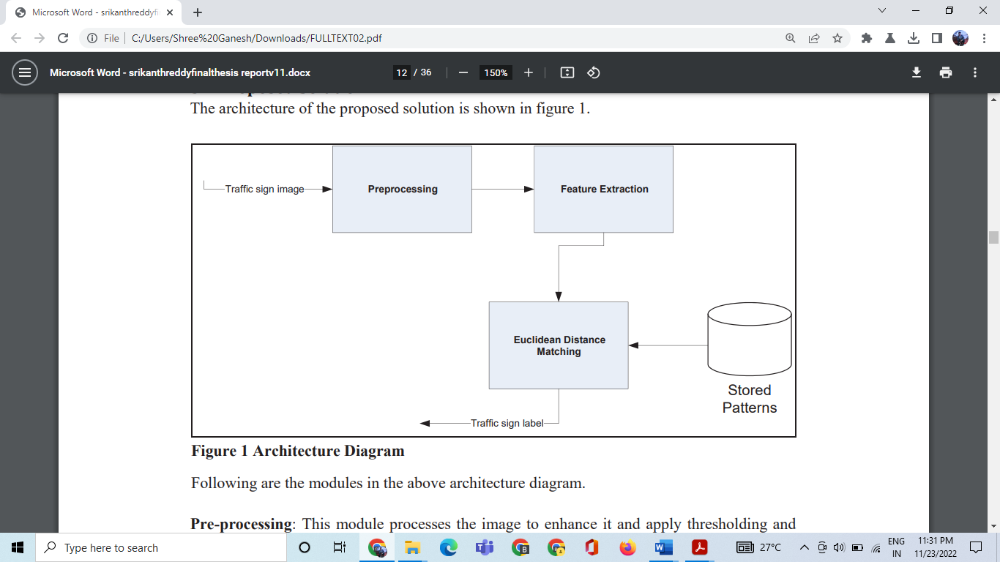 Microsoft Word - srikanthreddyfi
File
C:/Users/Shree%20Ganesh/Downloads/FULLTEXT02.pdf
Microsoft Word - srikanthreddyfinalthesis reportv11.docx
12 / 36
150%
The architecture of the proposed solution is shown in figure 1.
Traffic sign image
Preprocessing
Feature Extraction
Euclidean Distance
Matching
Stored
Patterns
Traffic sign label
Figure 1 Architecture Diagram
Following are the modules in the above architecture diagram.
Pre-processing: This module processes the image to enhance it and apply thresholding and
Type here to search
27°C
ENG
IN
11:31 PM
11/23/2022